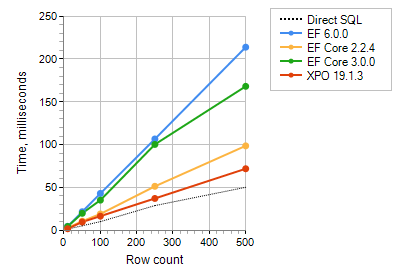 250
200
150
100
50
0
0
100
200
300
400
500
Time, milliseconds
Row count
Direct SQL
EF 6.0.0
EF Core 2.2.4
EF Core 3.0.0
XPO 19.1.3